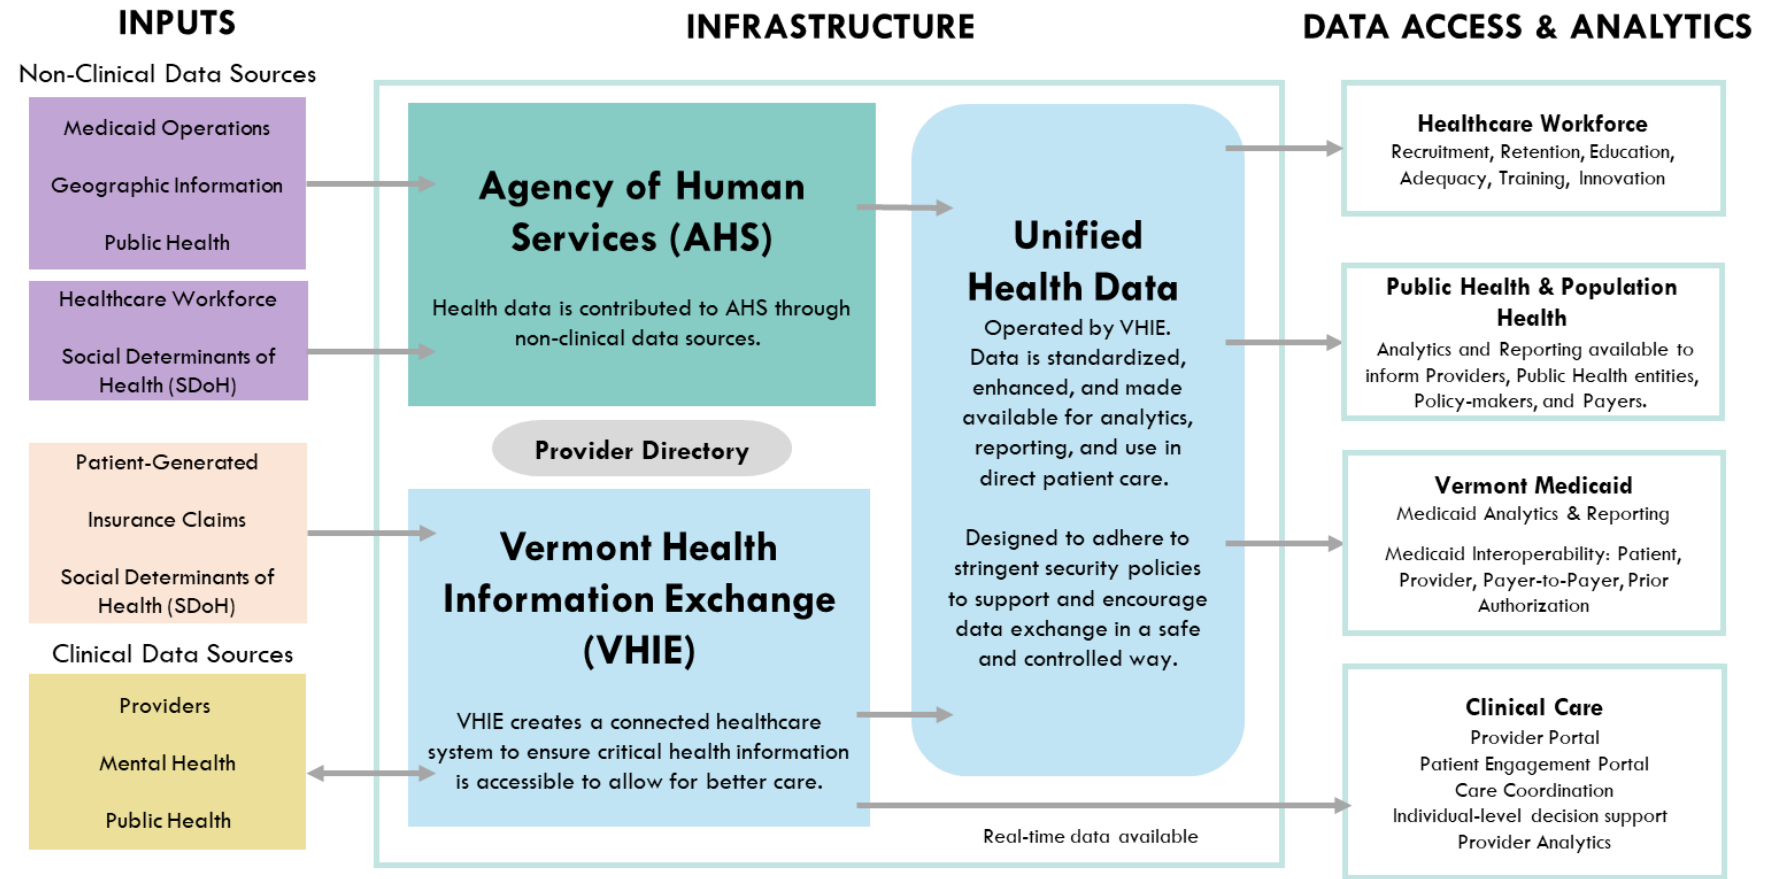 INPUTS
Non-Clinical Data Sources
Medicaid Operations
Geographic Information
Public Health
Healthcare Workforce
Social Determinants of
Health (SDoH)
Patient-Generated
Insurance Claims
Social Determinants of
Health (SDoH)
Clinical Data Sources
Providers
Mental Health
Public Health
INFRASTRUCTURE
Agency of Human
Services (AHS)
Health data is contributed to AHS through
non-clinical data sources.
Provider Directory
Vermont Health
Information Exchange
(VHIE)
VHIE creates a connected healthcare
system to ensure critical health information
is accessible to allow for better care.
Unified
Health Data
Operated by VHIE.
Data is standardized,
enhanced, and made
available for analytics,
reporting, and use in
direct patient care.
Designed to adhere to
stringent security policies
to support and encourage
data exchange in a safe
and controlled way.
Real-time data available
DATA ACCESS & ANALYTICS
Healthcare Workforce
Recruitment, Retention, Education,
Adequacy, Training, Innovation
Public Health & Population
Health
Analytics and Reporting available to
inform Providers, Public Health entities,
Policy-makers, and Payers.
Vermont Medicaid
Medicaid Analytics & Reporting
Medicaid Interoperability: Patient,
Provider, Payer-to-Payer, Prior
Authorization
Clinical Care
Provider Portal
Patient Engagement Portal
Care Coordination
Individual-level decision support
Provider Analytics